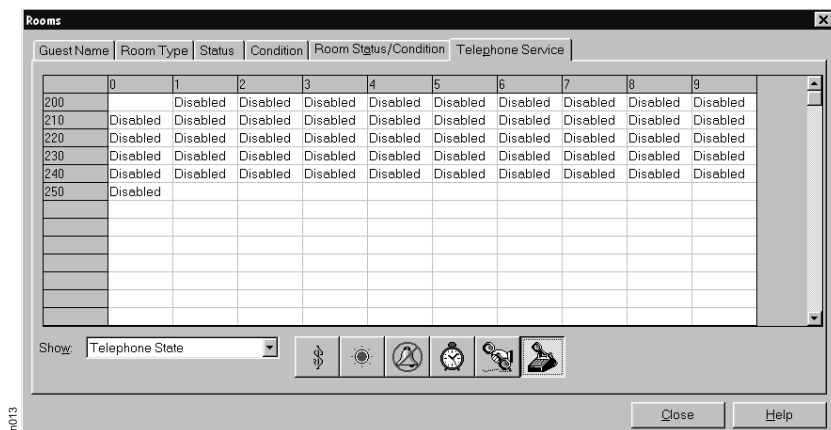 Rooms
Guest Name Room Type Status Condition Room Status/Condition Telephone Service
0 1 2 3 4 5 6 7 8 9
200 Disabled Disabled Disabled Disabled Disabled Disabled Disabled Disabled Disabled
210 Disabled Disabled Disabled Disabled Disabled Disabled Disabled Disabled Disabled Disabled
220 Disabled Disabled Disabled Disabled Disabled Disabled Disabled Disabled Disabled Disabled
230 Disabled Disabled Disabled Disabled Disabled Disabled Disabled Disabled Disabled Disabled
240 Disabled Disabled Disabled Disabled Disabled Disabled Disabled Disabled Disabled Disabled
250 Disabled
Show: Telephone State
Close Help
n013